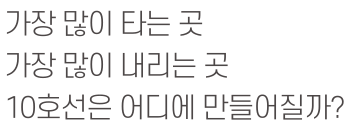 가장 많이 타는 곳
가장 많이 내리는 곳
10호선은 어디에 만들어질까?